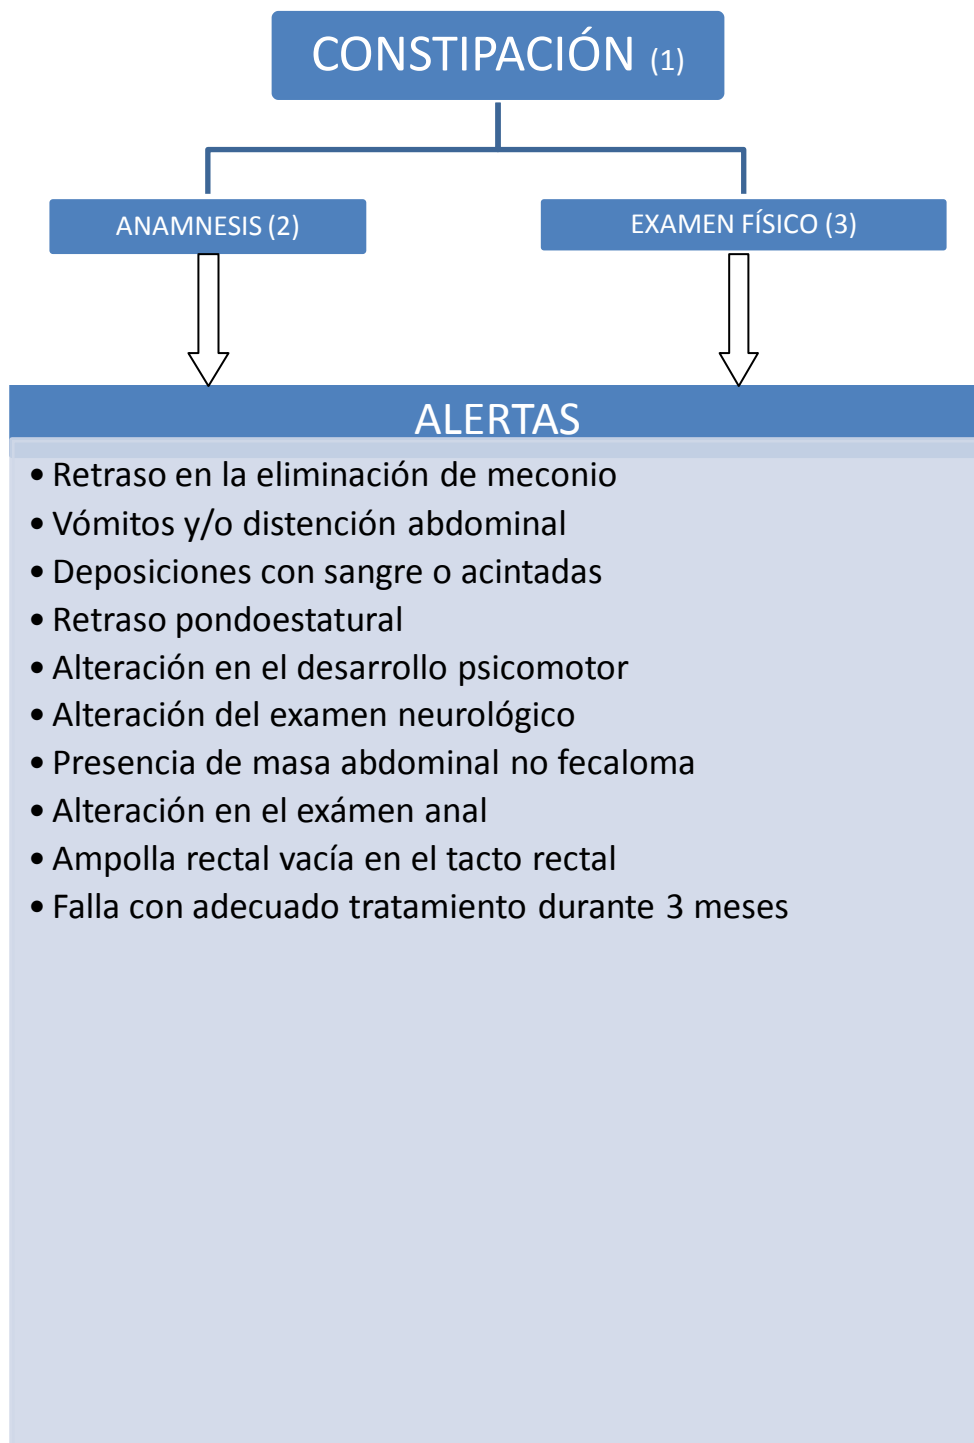 CONSTIPACIÓN (1)
ANAMNESIS (2)
EXAMEN FÍSICO (3)
ALERTAS
• Retraso en la eliminación de meconio
• Vómitos y/o distención abdominal
• Deposiciones con sangre o acintadas
• Retraso pondoestatural
• Alteración en el desarrollo psicomotor
• Alteración del examen neurológico
• Presencia de masa abdominal no fecaloma
• Alteración en el exámen anal
• Ampolla rectal vacía en el tacto rectal
• Falla con adecuado tratamiento durante 3 meses